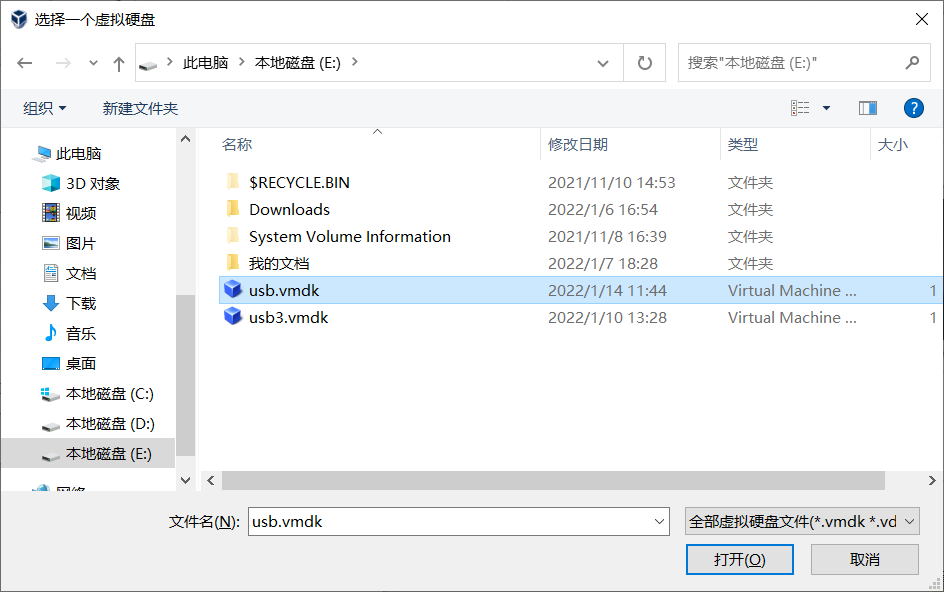 选择一个虚拟硬盘
此电脑 本地磁盘 (E:)
搜索"本地磁盘 (E:)"
组织 新建文件夹
此电脑
3D 对象
视频
图片
文档
下载
音乐
桌面
本地磁盘 (C:)
本地磁盘 (D:)
本地磁盘 (E:)
网络
名称 修改日期 类型 大小
$RECYCLE.BIN 2021/11/10 14:53 文件夹
Downloads 2022/1/6 16:54 文件夹
System Volume Information 2021/11/8 16:39 文件夹
我的文档 2022/1/7 18:28 文件夹
usb.vmdk 2022/1/14 11:44 Virtual Machine ... 1
usb3.vmdk 2022/1/10 13:28 Virtual Machine ... 1
文件名(N): usb.vmdk 全部虚拟硬盘文件(*.vmdk *.vd
打开(O) 取消